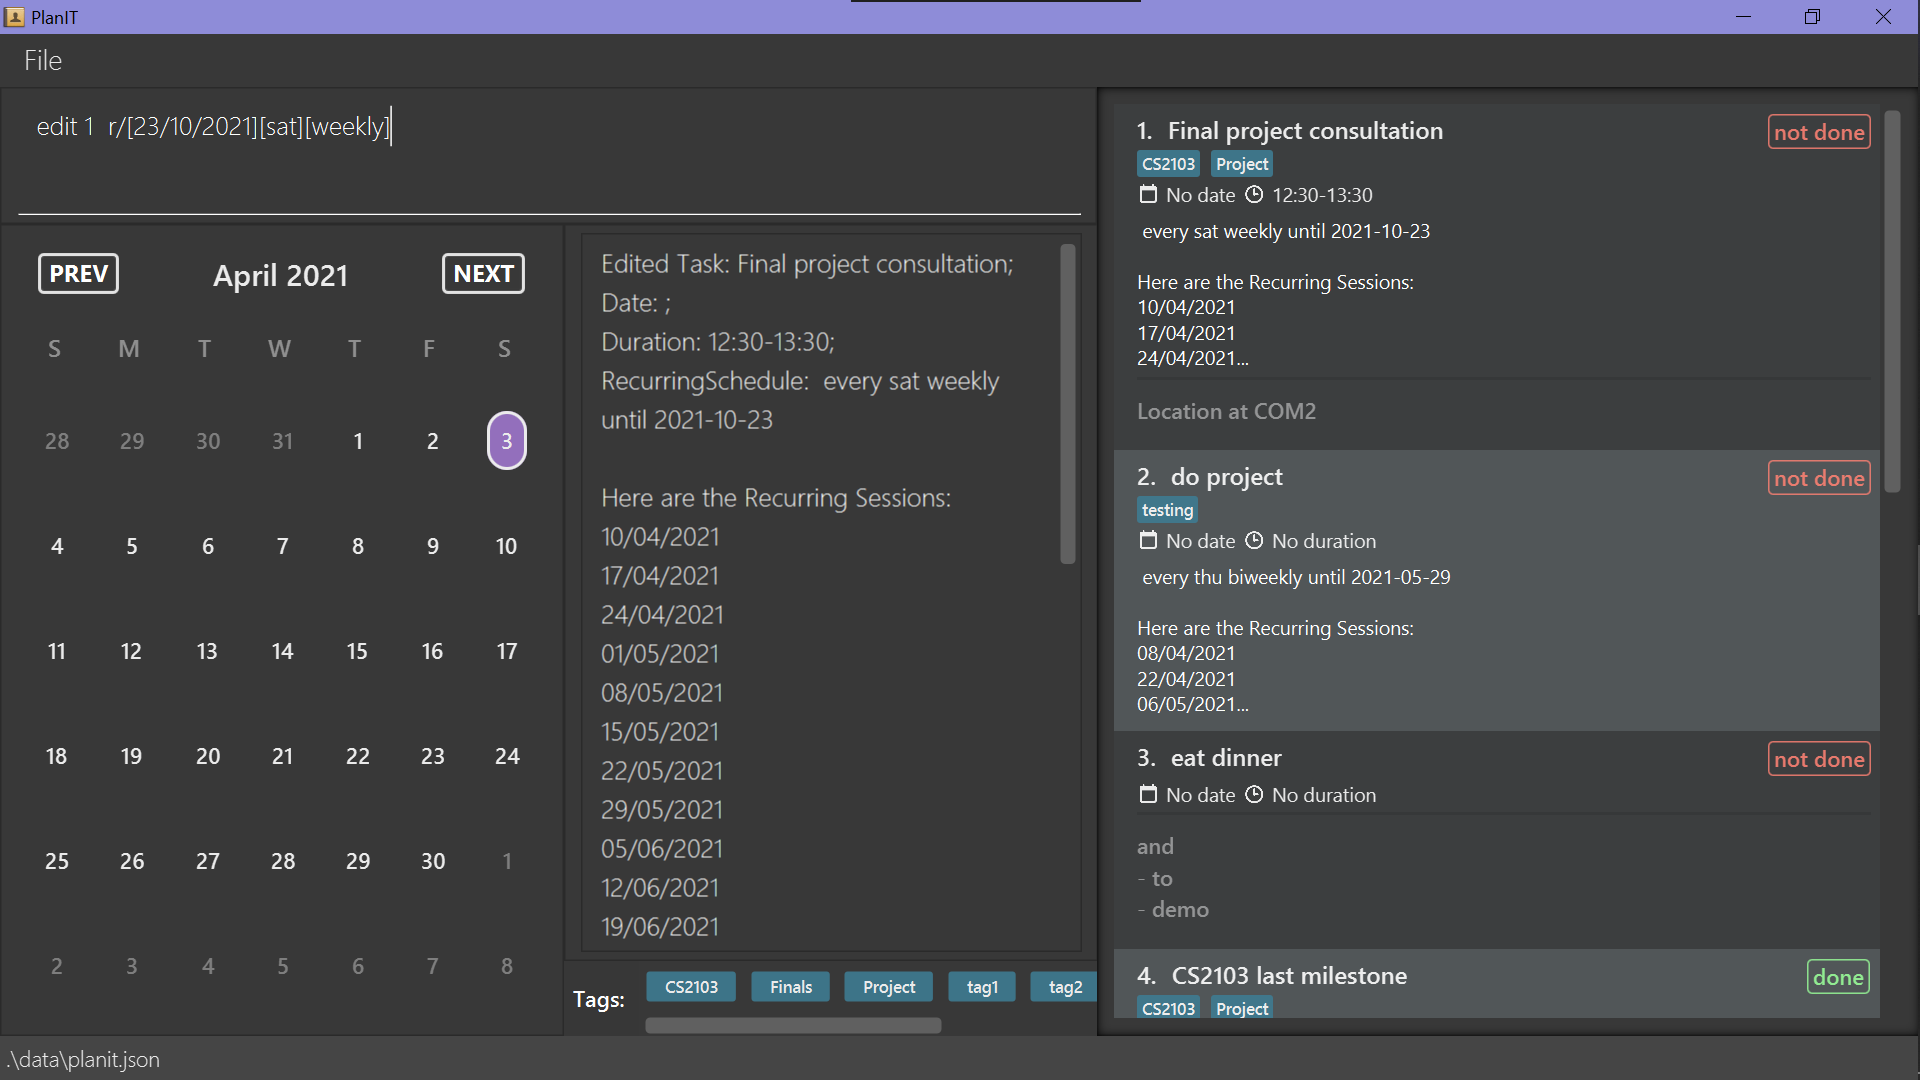 PlanIT
File
edit 1  r/[23/10/2021][sat][weekly]
PREV
April 2021
NEXT
S M T W T F S
28 29 30 31 1 2 3
4 5 6 7 8 9 10
11 12 13 14 15 16 17
18 19 20 21 22 23 24
25 26 27 28 29 30 1
2 3 4 5 6 7 8
Edited Task: Final project consultation;
Date: ;
Duration: 12:30-13:30;
RecurringSchedule:  every sat weekly
until 2021-10-23
Here are the Recurring Sessions:
10/04/2021
17/04/2021
24/04/2021
01/05/2021
08/05/2021
15/05/2021
22/05/2021
29/05/2021
05/06/2021
12/06/2021
19/06/2021
Tags: CS2103 Finals Project tag1 tag2
1. Final project consultation
not done
CS2103 Project
No date 12:30-13:30
every sat weekly until 2021-10-23
Here are the Recurring Sessions:
10/04/2021
17/04/2021
24/04/2021...
Location at COM2
2. do project
not done
testing
No date No duration
every thu biweekly until 2021-05-29
Here are the Recurring Sessions:
08/04/2021
22/04/2021
06/05/2021...
3. eat dinner
not done
No date No duration
and
- to
- demo
4. CS2103 last milestone
done
CS2103 Project
.\data\planit.json